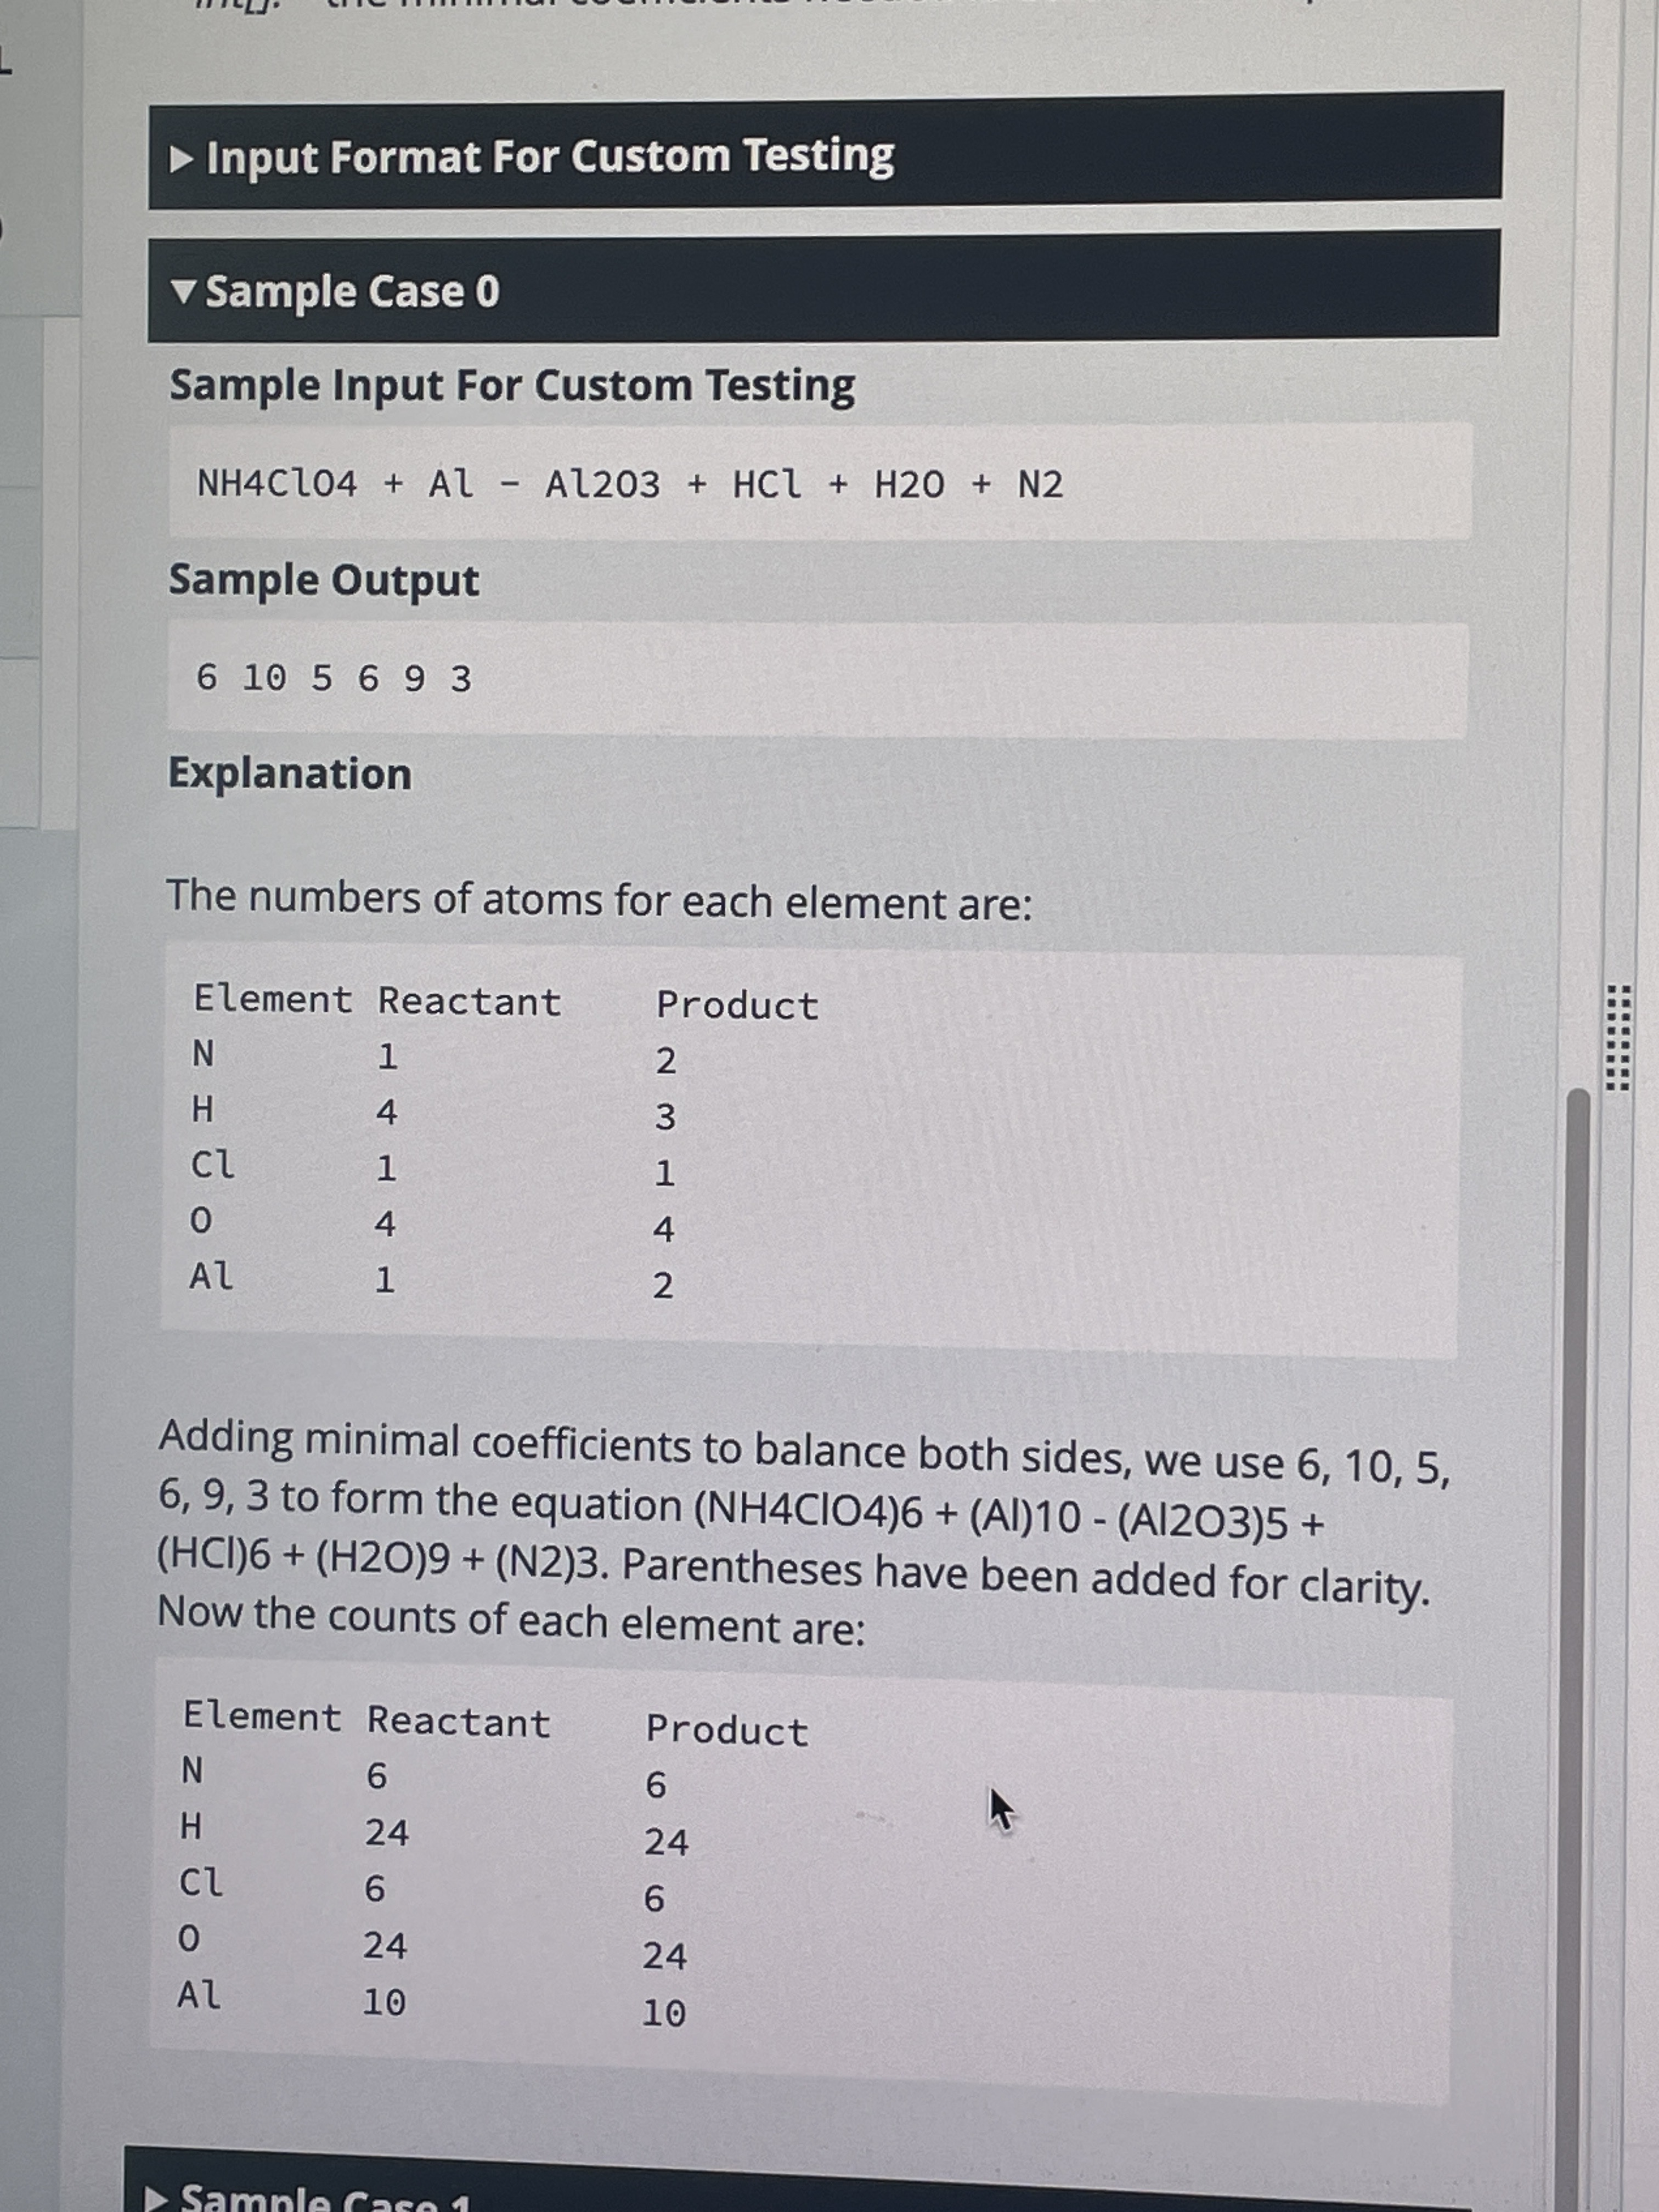 int[]: the minimal coefficients
▶ Input Format For Custom Testing
▼ Sample Case 0
Sample Input For Custom Testing
NH4ClO4 + Al - Al2O3 + HCl + H2O + N2
Sample Output
6 10 5 6 9 3
Explanation
The numbers of atoms for each element are:
Element Reactant Product
N 1 2
H 4 3
Cl 1 1
O 4 4
Al 1 2
Adding minimal coefficients to balance both sides, we use 6, 10, 5,
6, 9, 3 to form the equation (NH4ClO4)6 + (Al)10 - (Al2O3)5 +
(HCl)6 + (H2O)9 + (N2)3. Parentheses have been added for clarity.
Now the counts of each element are:
Element Reactant Product
N 6 6
H 24 24
Cl 6 6
O 24 24
Al 10 10
▶ Sample Case 1